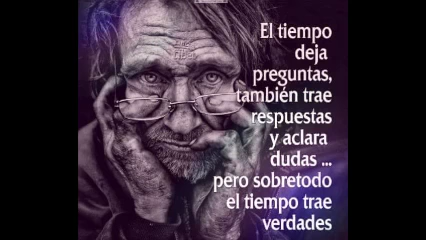 El tiempo
deja
preguntas,
también trae
respuestas
y aclara
dudas ...
pero sobretodo
el tiempo trae
verdades